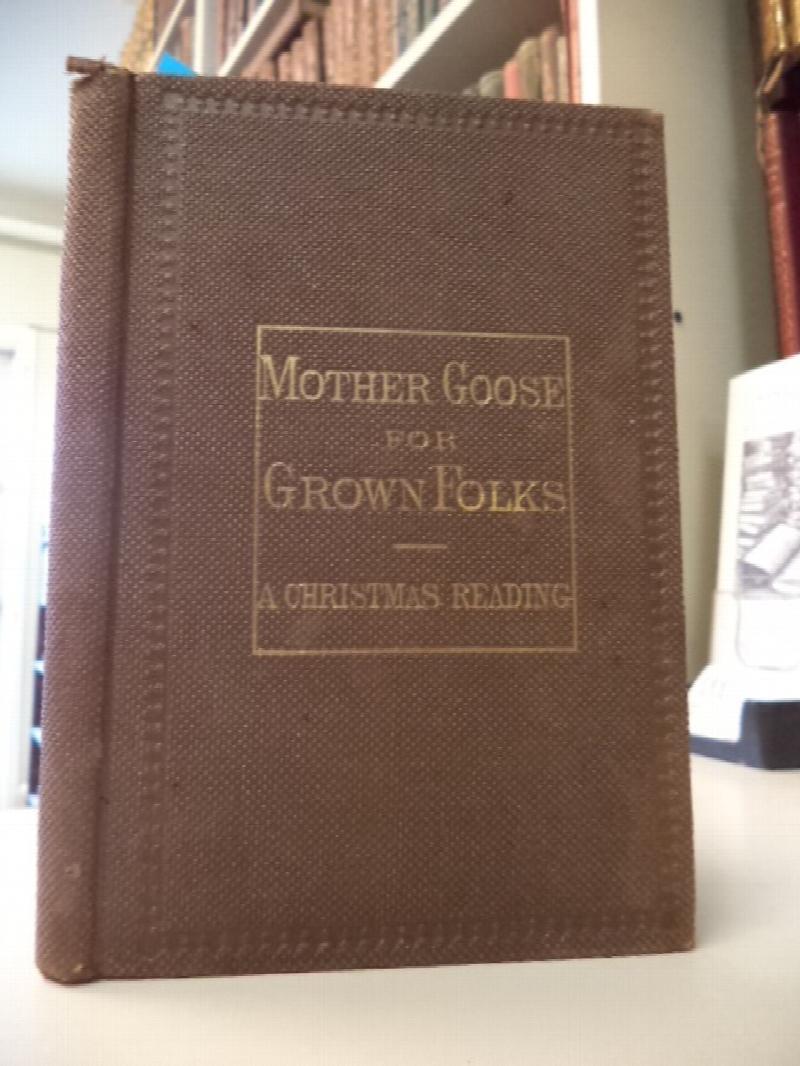 MOTHER GOOSE
FOR
GROWN FOLKS
A CHRISTMAS READING